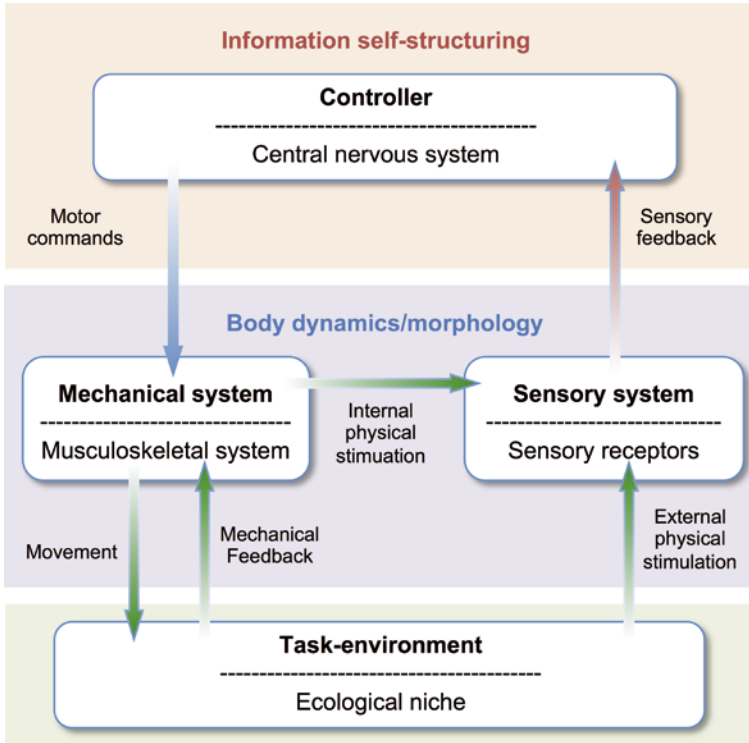 Information self-structuring
Controller
-----------------------------------------
Central nervous system
Motor
commands
Sensory
feedback
Body dynamics/morphology
Mechanical system
--------------------------------
Musculoskeletal system
Internal
physical
stimuation
Sensory system
------------------------------
Sensory receptors
Movement
Mechanical
Feedback
External
physical
stimulation
Task-environment
-----------------------------------------
Ecological niche